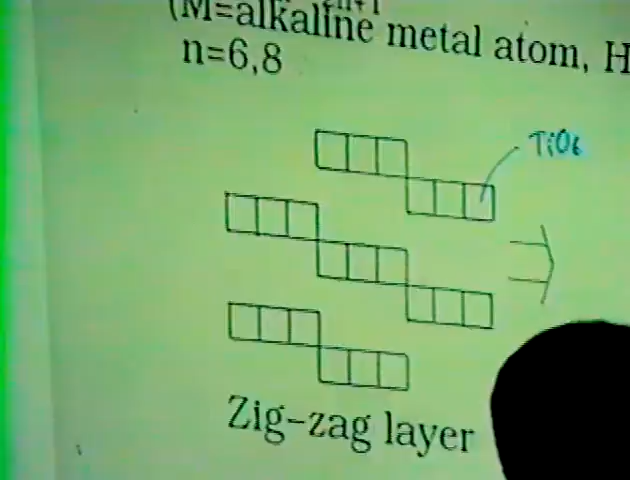 (M=alkaline metal atom, H
n=6,8
TiO6
Zig-zag layer